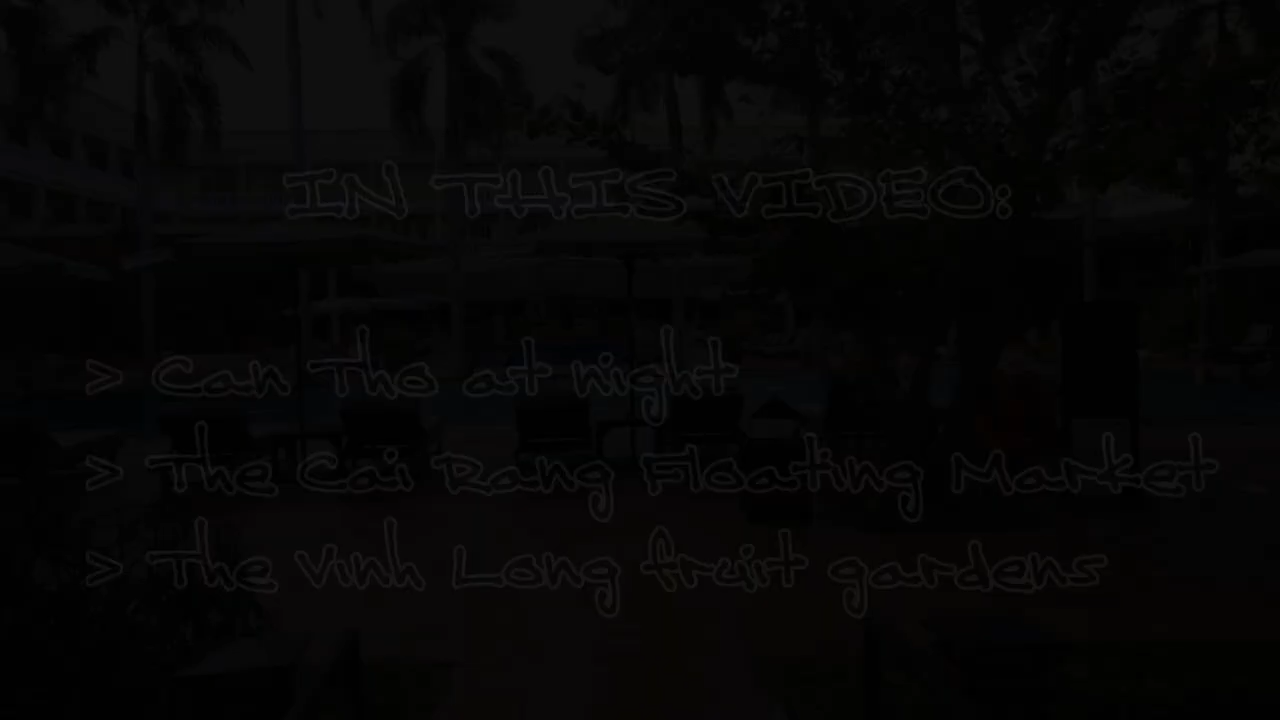 IN THIS VIDEO:
> Can Tho at night
> The Cai Rang Floating Market
> The Vinh Long fruit gardens